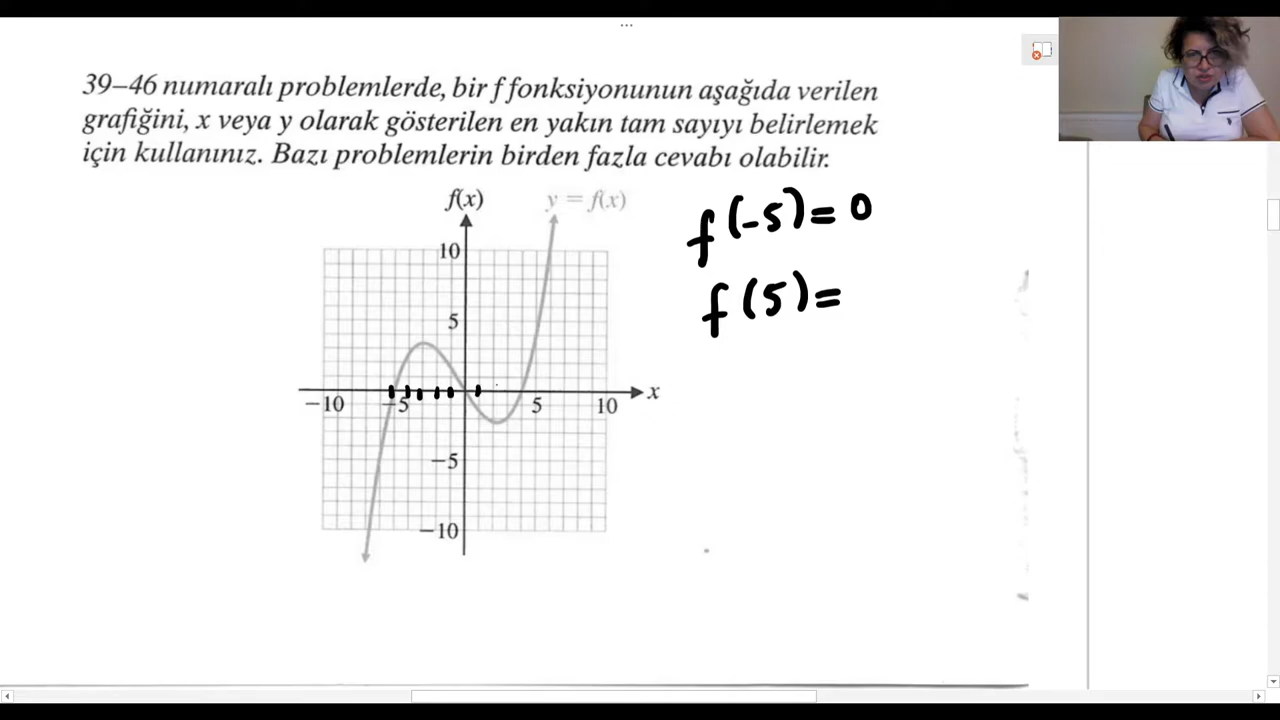 39–46 numaralı problemlerde, bir f fonksiyonunun aşağıda verilen
grafiğini, x veya y olarak gösterilen en yakın tam sayıyı belirlemek
için kullanınız. Bazı problemlerin birden fazla cevabı olabilir.
f(x)
y = f(x)
f(-5)= 0
10
f(5)=
5
x
−10
−5
5
10
−5
−10